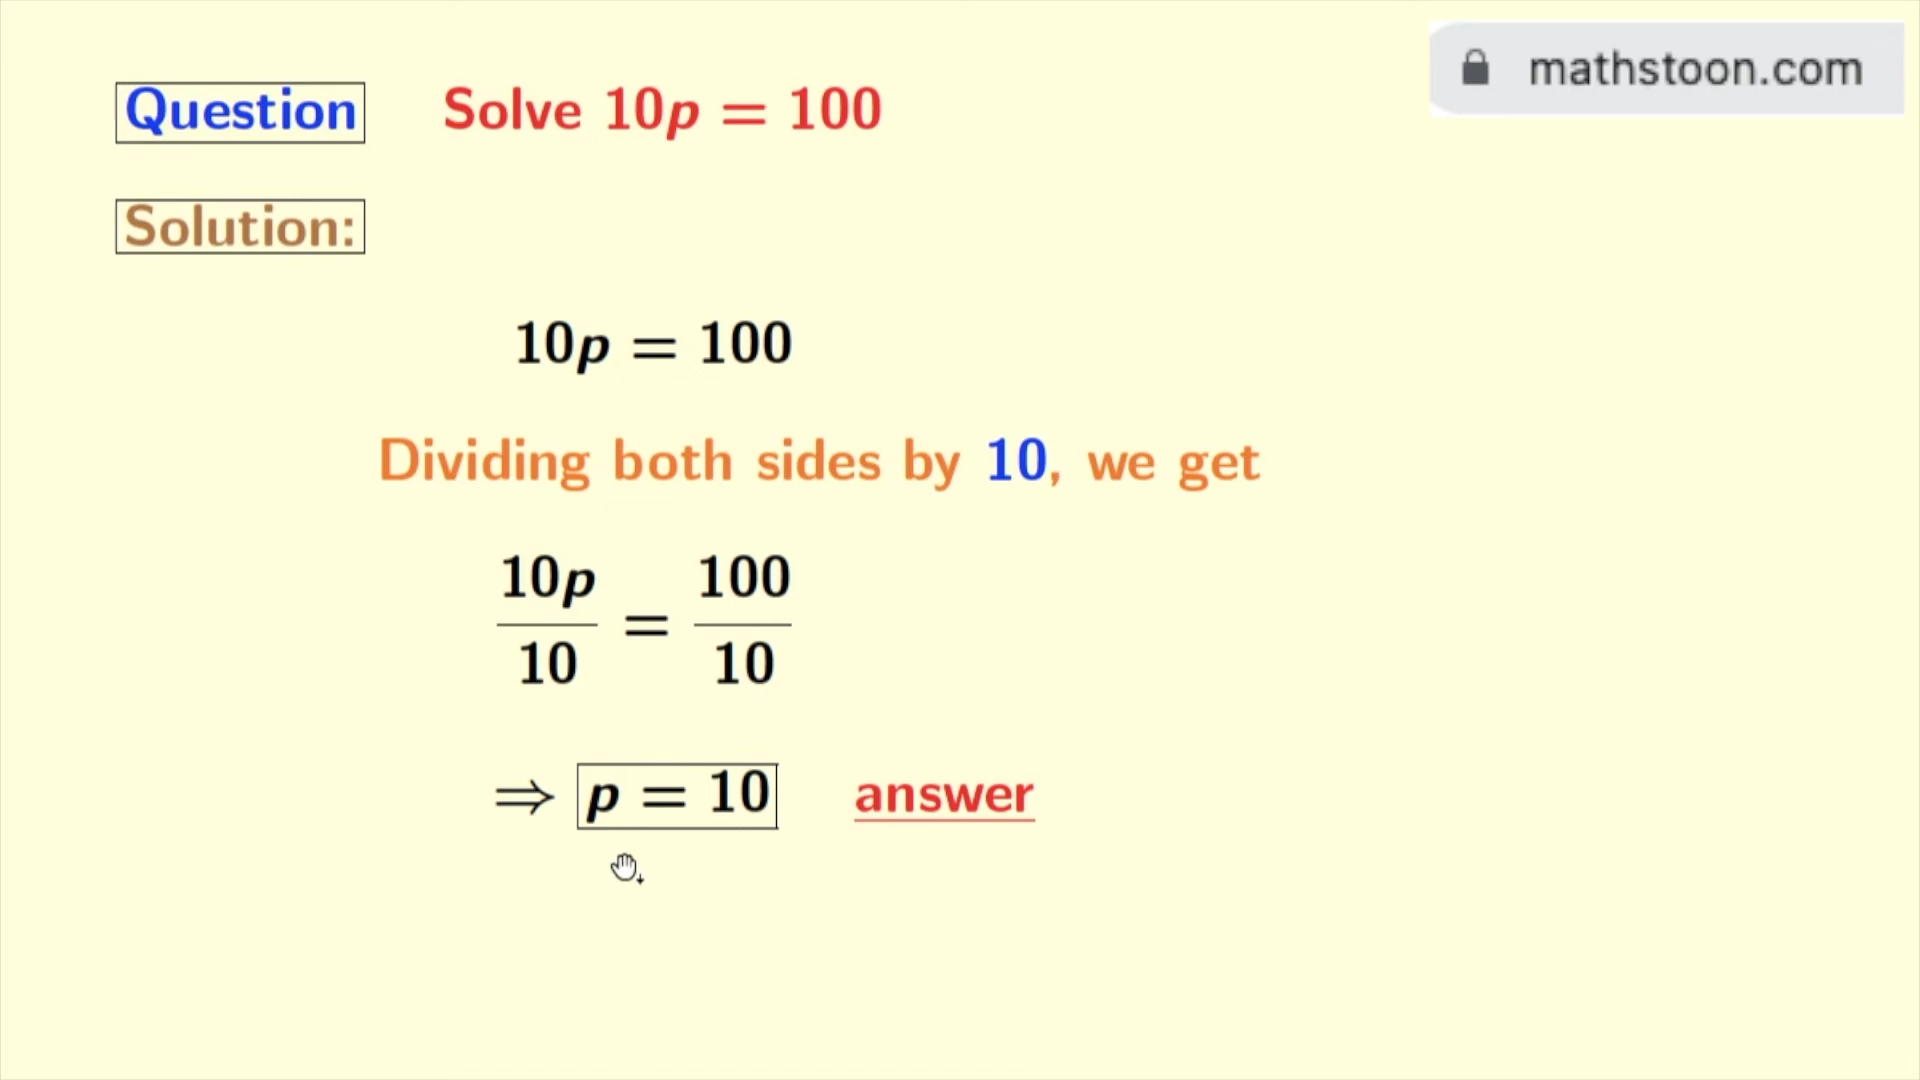 mathstoon.com
Question Solve 10p = 100
Solution:
10p = 100
Dividing both sides by 10, we get
10p/10 = 100/10
⇒ p = 10 answer